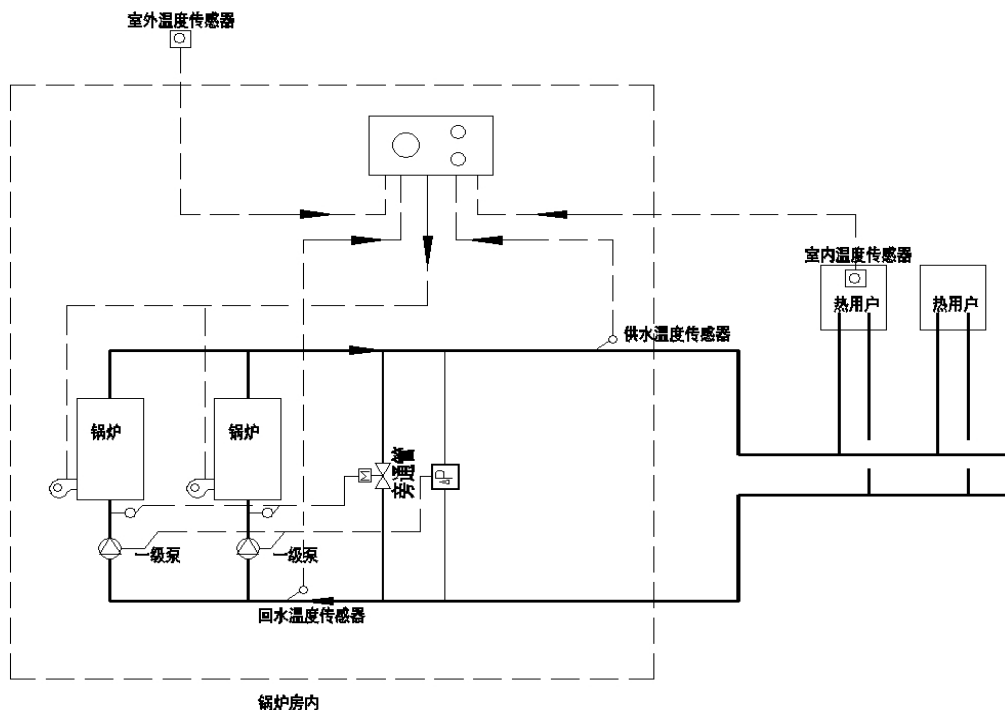 室外温度传感器
室内温度传感器
热用户
热用户
供水温度传感器
锅炉
锅炉
M
旁通管
ΔP
一级泵
一级泵
回水温度传感器
锅炉房内